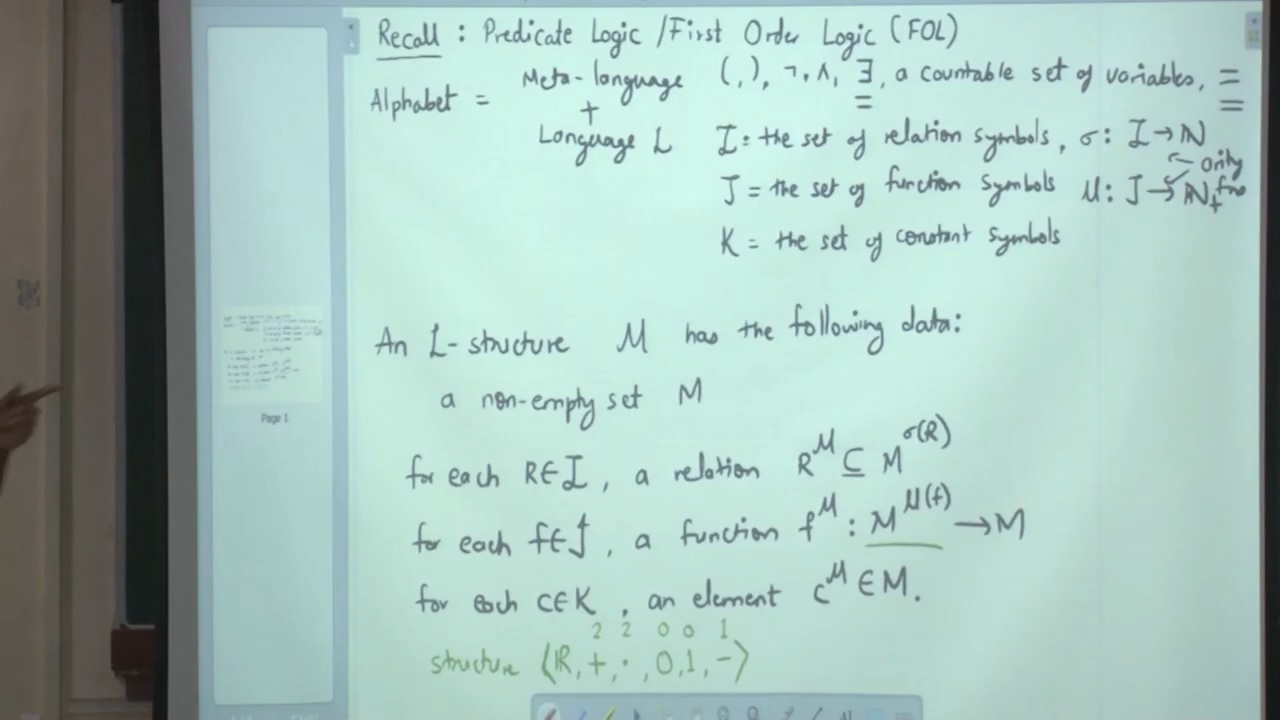 Recall : Predicate Logic / First Order Logic (FOL)
Alphabet = Meta-language (,), ¬, ∧, ∃, a countable set of variables, =
+
Language L I = the set of relation symbols, σ: I → ℕ
arity
J = the set of function symbols μ: J → ℕ+
K = the set of constant symbols
An L-structure M has the following data:
a non-empty set M
for each R∈I, a relation R^M ⊆ M^σ(R)
for each f∈J, a function f^M : M^μ(f) → M
for each c∈K, an element c^M ∈ M.
2 2 0 0 1
structure ⟨ℝ, +, ·, 0, 1, −⟩
Page 1